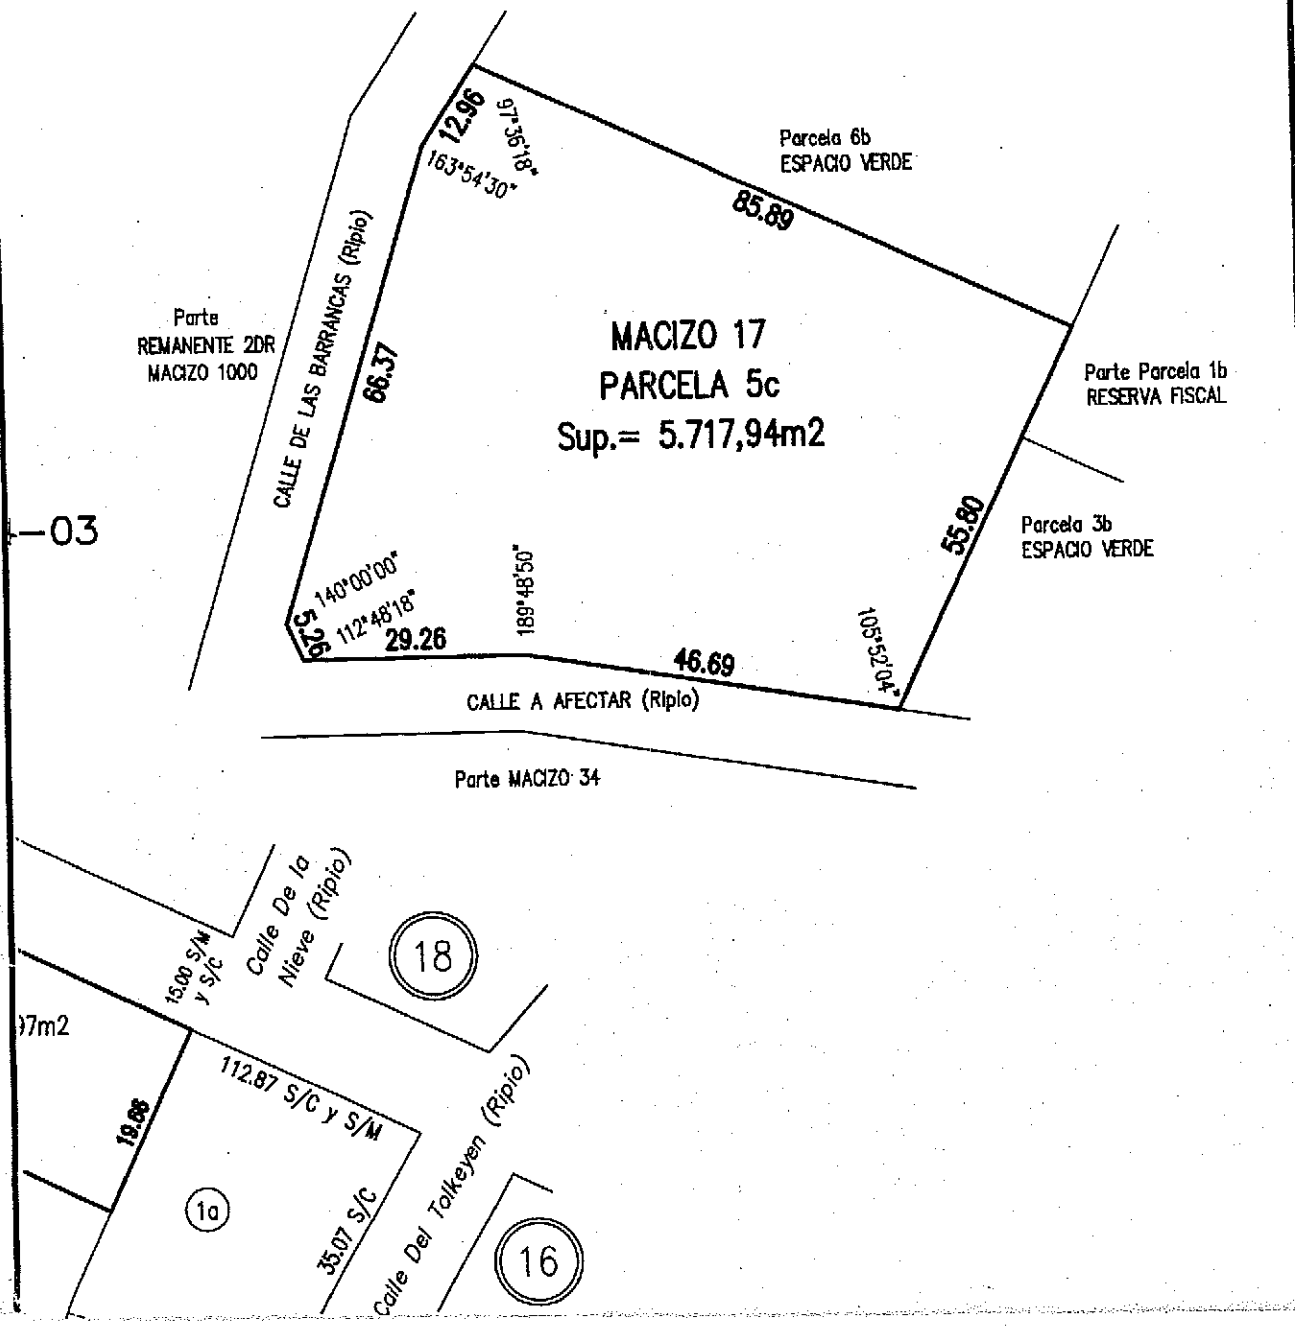 12.96
97°36'18"
163°54'30"
Parcela 6b
ESPACIO VERDE
85.89
CALLE DE LAS BARRANCAS (Ripio)
Parte
REMANENTE 2DR
MACIZO 1000
66.37
MACIZO 17
PARCELA 5c
Sup.= 5.717,94m2
Parte Parcela 1b
RESERVA FISCAL
55.80
Parcela 3b
ESPACIO VERDE
-03
140°00'00"
5.26
112°48'18"
29.26
189°48'50"
46.69
105°52'04"
CALLE A AFECTAR (Ripio)
Parte MACIZO 34
Calle De la
Nieve (Ripio)
18
15.00 S/M
y S/C
97m2
112.87 S/C y S/M
19.66
1a
35.07 S/C
Calle Del Tolkeyen (Ripio)
16